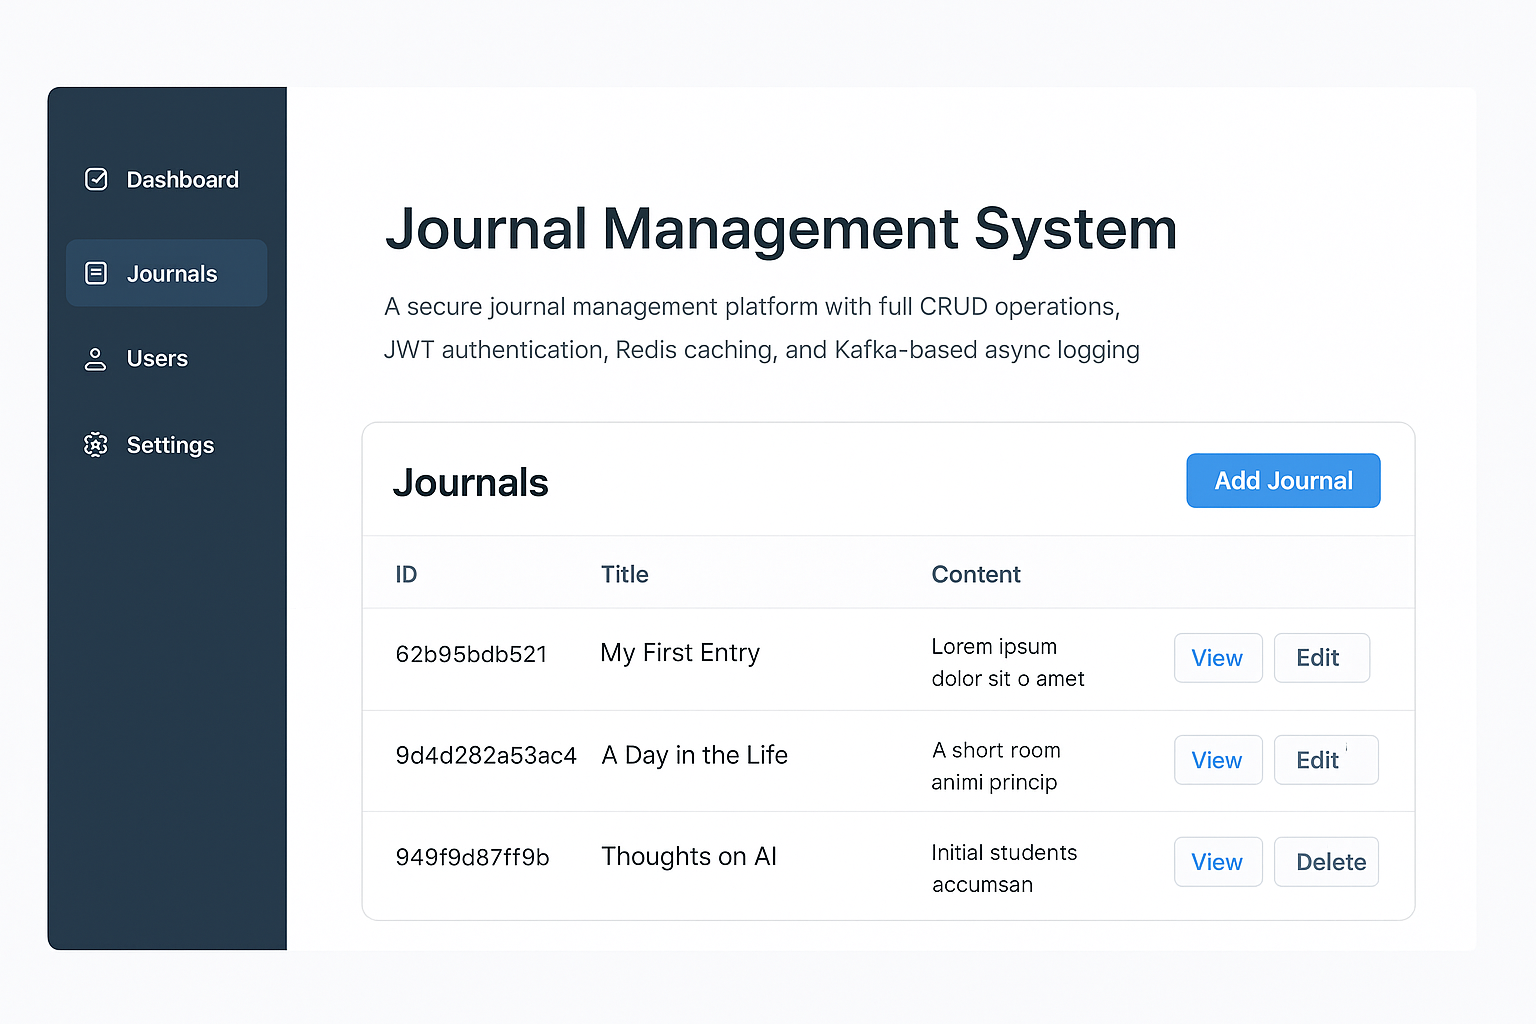 Dashboard
Journals
Users
Settings
Journal Management System
A secure journal management platform with full CRUD operations,
JWT authentication, Redis caching, and Kafka-based async logging
Journals
Add Journal
ID Title Content
62b95bdb521 My First Entry Lorem ipsum
dolor sit o amet
View Edit
9d4d282a53ac4 A Day in the Life A short room
animi princip
View Edit
949f9d87ff9b Thoughts on AI Initial students
accumsan
View Delete